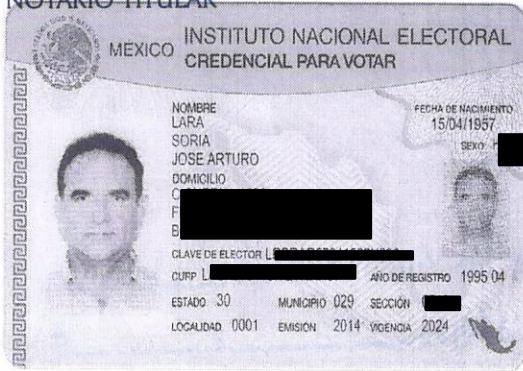 NOTARIO TITULAR
MÉXICO
INSTITUTO NACIONAL ELECTORAL
CREDENCIAL PARA VOTAR
NOMBRE
LARA
SORIA
JOSE ARTURO
FECHA DE NACIMIENTO
15/04/1957
SEXO H
DOMICILIO
C
F
B
CLAVE DE ELECTOR
CURP L
AÑO DE REGISTRO 1995 04
ESTADO 30 MUNICIPIO 029 SECCIÓN
LOCALIDAD 0001 EMISIÓN 2014 VIGENCIA 2024